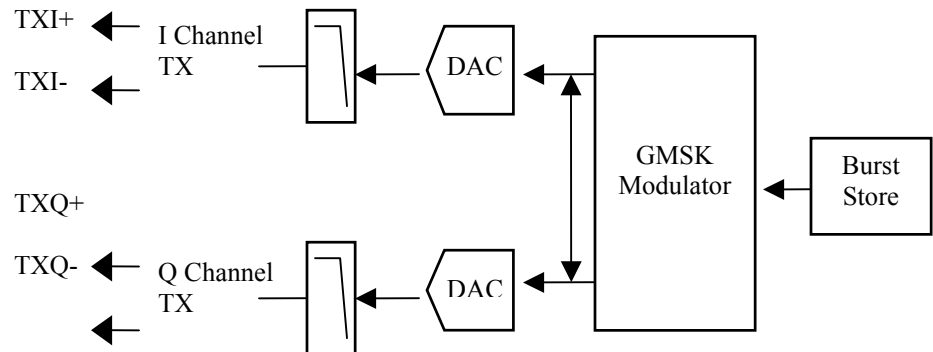 TXI+
I Channel
TX
TXI-
DAC
GMSK
Modulator
Burst
Store
TXQ+
TXQ-
Q Channel
TX
DAC